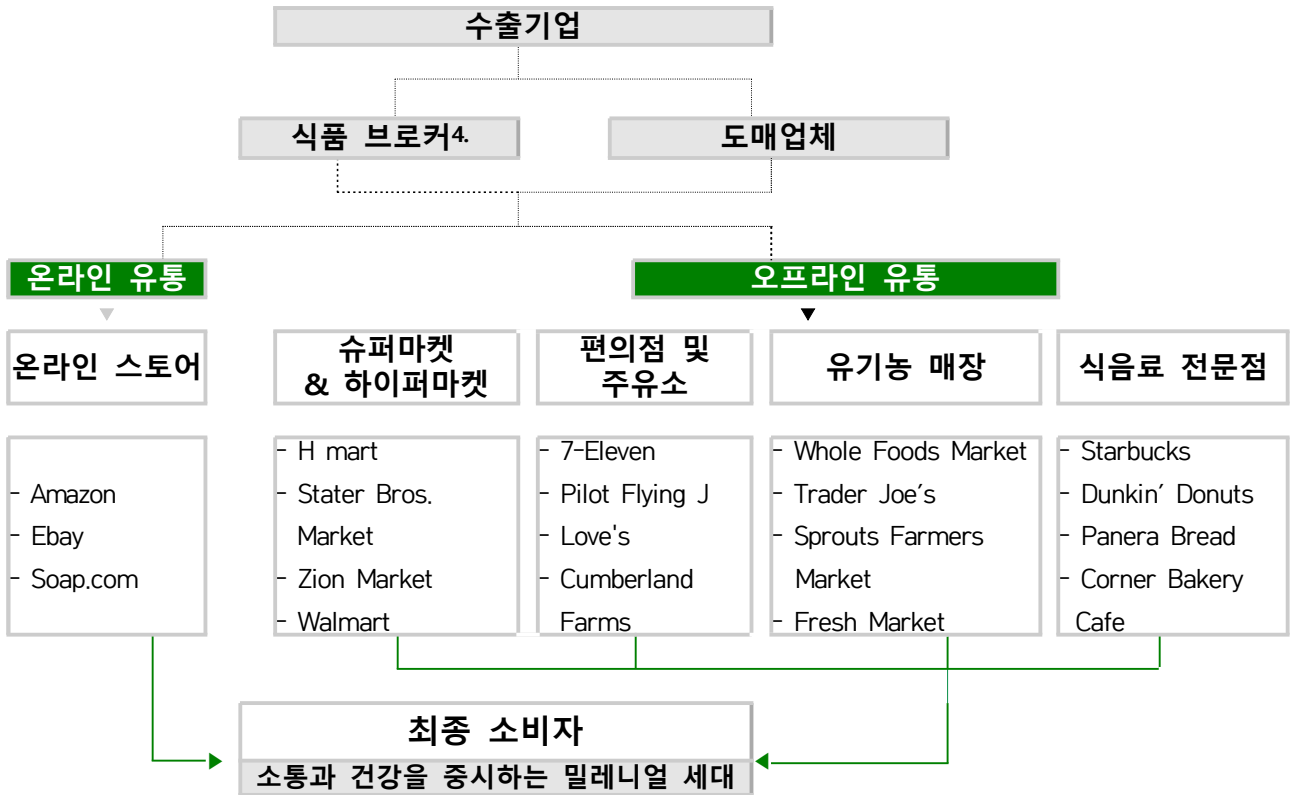 수출기업
식품 브로커4.
도매업체
온라인 유통
오프라인 유통
온라인 스토어
슈퍼마켓
& 하이퍼마켓
편의점 및
주유소
유기농 매장
식음료 전문점
- Amazon
- Ebay
- Soap.com
- H mart
- Stater Bros.
Market
- Zion Market
- Walmart
- 7-Eleven
- Pilot Flying J
- Love's
- Cumberland
Farms
- Whole Foods Market
- Trader Joe′s
- Sprouts Farmers
Market
- Fresh Market
- Starbucks
- Dunkin′ Donuts
- Panera Bread
- Corner Bakery
Cafe
최종 소비자
소통과 건강을 중시하는 밀레니얼 세대